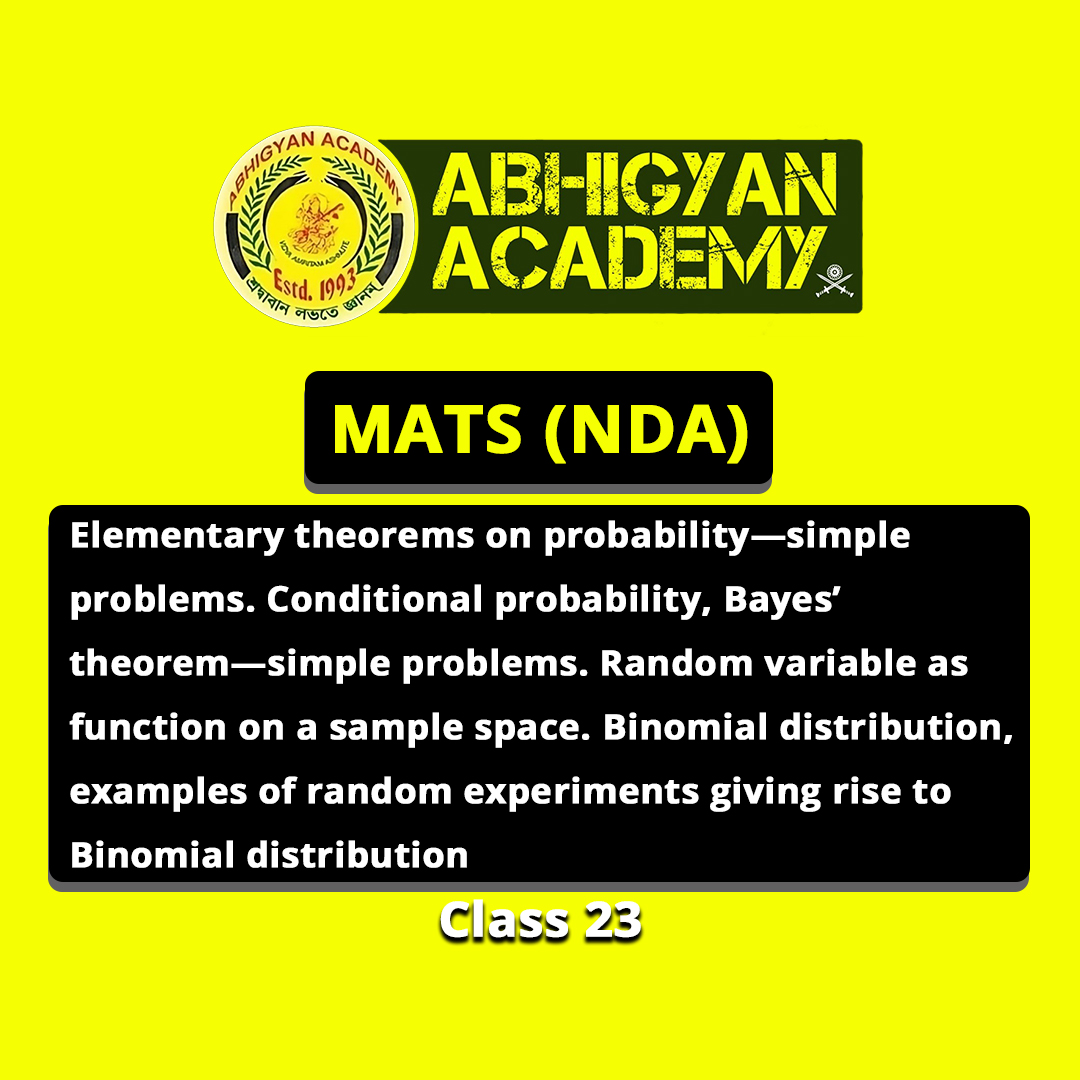 ABHIGYAN ACADEMY
VIDYA AMRITAM ASHNUTE
Estd. 1993
শ্রদ্ধাবান লভতে জ্ঞানম্
ABHIGYAN
ACADEMY
MATS (NDA)
Elementary theorems on probability—simple
problems. Conditional probability, Bayes’
theorem—simple problems. Random variable as
function on a sample space. Binomial distribution,
examples of random experiments giving rise to
Binomial distribution
Class 23